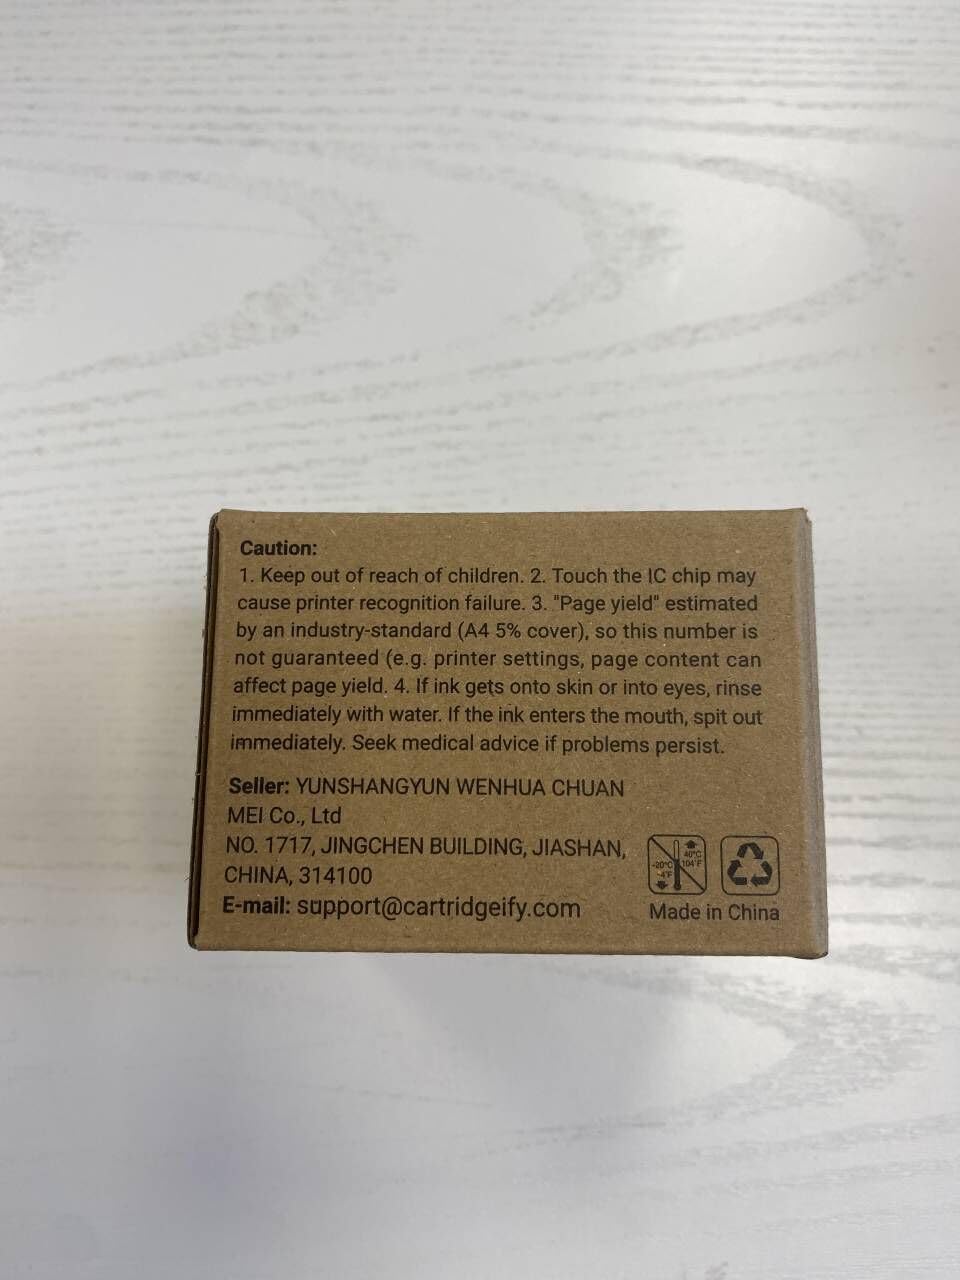 Caution:
1. Keep out of reach of children. 2. Touch the IC chip may
cause printer recognition failure. 3. "Page yield" estimated
by an industry-standard (A4 5% cover), so this number is
not guaranteed (e.g. printer settings, page content can
affect page yield. 4. If ink gets onto skin or into eyes, rinse
immediately with water. If the ink enters the mouth, spit out
immediately. Seek medical advice if problems persist.
Seller: YUNSHANGYUN WENHUA CHUAN
MEI Co., Ltd
NO. 1717, JINGCHEN BUILDING, JIASHAN,
CHINA, 314100
E-mail: support@cartridgeify.com
40°C
-20°C 104°F
-4°F
Made in China